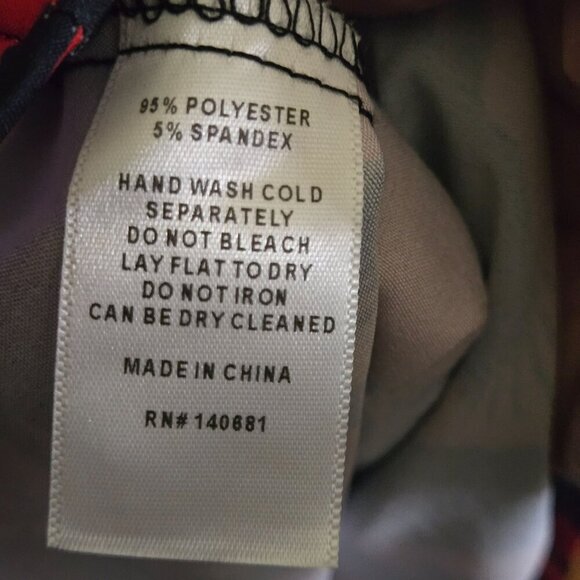 95% POLYESTER
5% SPANDEX
HAND WASH COLD
SEPARATELY
DO NOT BLEACH
LAY FLAT TO DRY
DO NOT IRON
CAN BE DRY CLEANED
MADE IN CHINA
RN# 140681